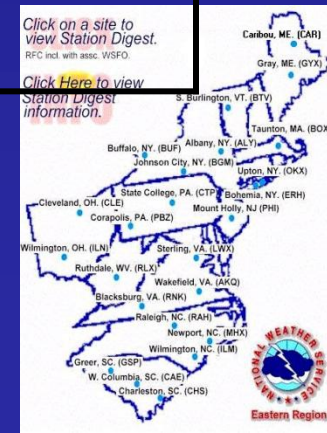 Click on a site to
view Station Digest.
RFC incl. with assc. WSFO.
Click Here to view
Station Digest
information.
Caribou, ME. (CAR)
Gray, ME. (GYX)
S. Burlington, VT. (BTV)
Taunton, MA. (BOX
Albany, NY. (ALY)
Buffalo, NY. (BUF)
Johnson City, NY. (BGM)
Upton, NY. (OKX)
State College, PA. (CTP)
Bohemia, NY. (ERH)
Cleveland, OH. (CLE)
Mount Holly, NJ (PHI)
Corapolis, PA. (PBZ)
Wilmington, OH. (ILN)
Sterling, VA. (LWX)
Ruthdale, WV. (RLX)
Wakefield, VA. (AKQ)
Blacksburg, VA. (RNK)
Raleigh, NC. (RAH)
Newport, NC. (MHX)
Wilmington, NC. (ILM)
Greer, SC. (GSP)
W. Columbia, SC. (CAE)
Charleston, SC. (CHS)
NATIONAL WEATHER SERVICE
Eastern Region